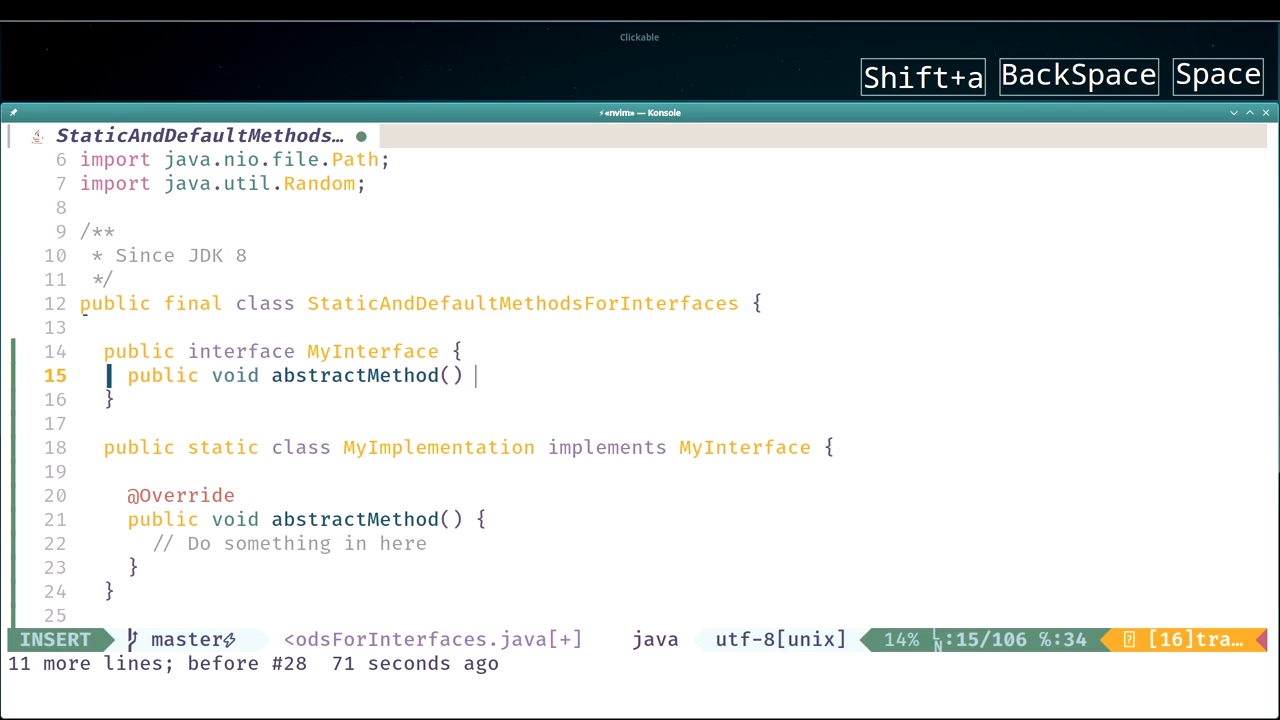 Clickable
Shift+a BackSpace Space
⚡«nvim» — Konsole
StaticAndDefaultMethods… ●
6 import java.nio.file.Path;
7 import java.util.Random;
8
9 /**
10 * Since JDK 8
11 */
12 public final class StaticAndDefaultMethodsForInterfaces {
13
14 public interface MyInterface {
15 public void abstractMethod()
16 }
17
18 public static class MyImplementation implements MyInterface {
19
20 @Override
21 public void abstractMethod() {
22 // Do something in here
23 }
24 }
25
INSERT master⚡ <odsForInterfaces.java[+] java utf-8[unix] 14% ㏑:15/106 ℅:34 [16]tra…
11 more lines; before #28 71 seconds ago